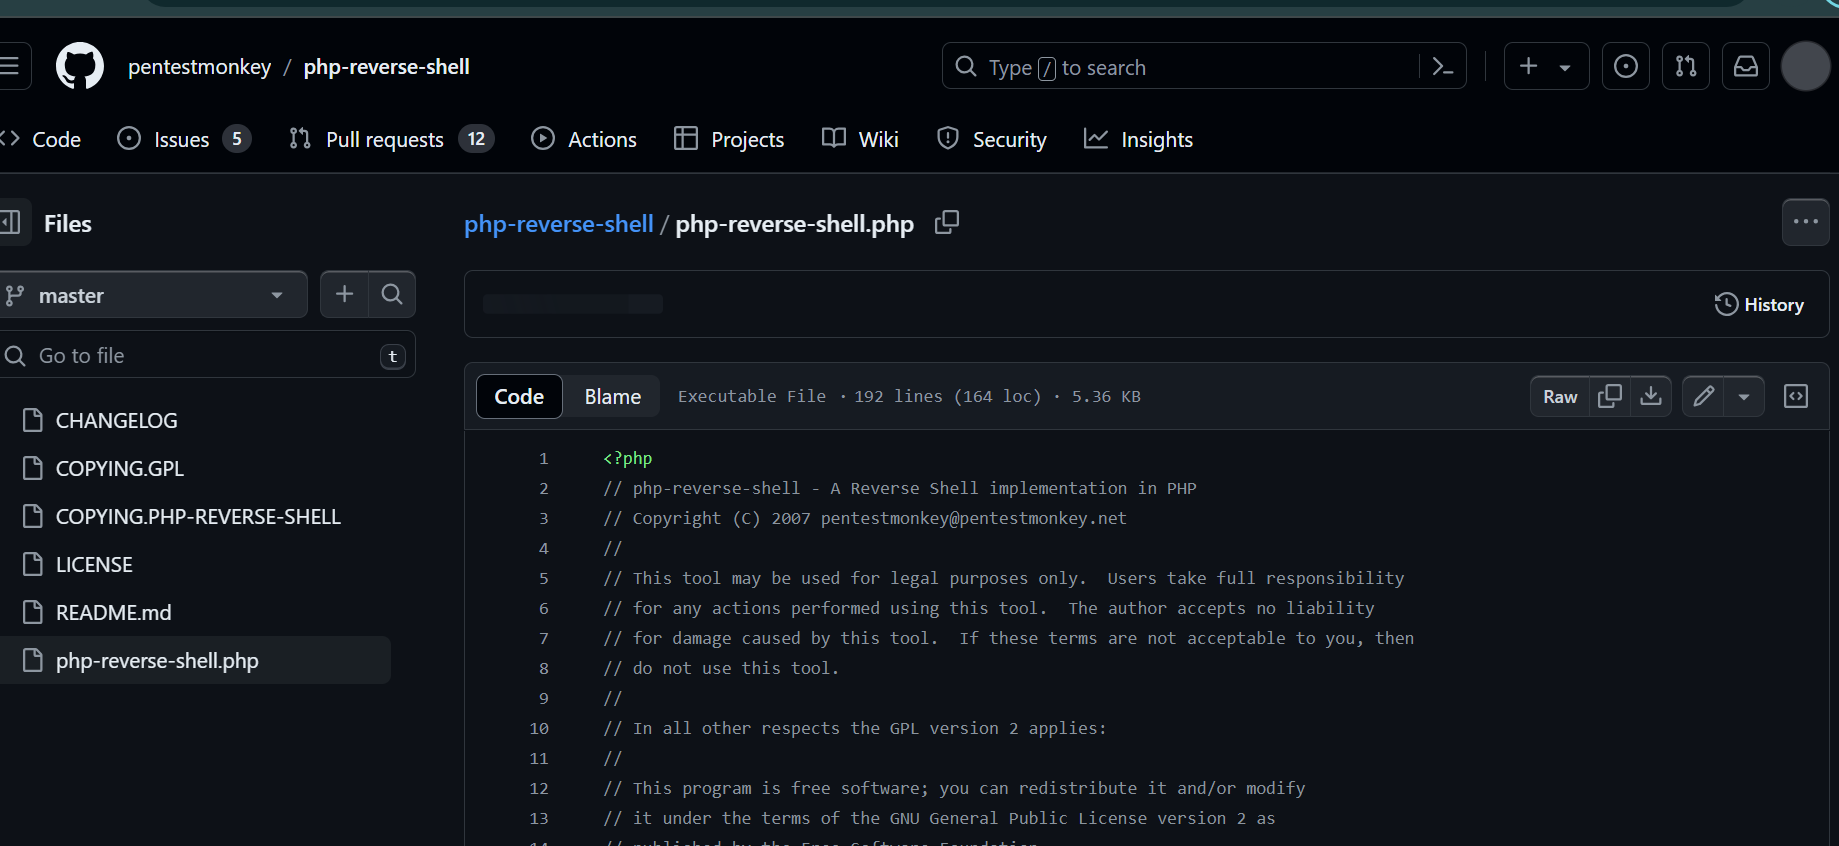 pentestmonkey / php-reverse-shell
Type / to search
Code
Issues 5
Pull requests 12
Actions
Projects
Wiki
Security
Insights
Files
master
Go to file
t
CHANGELOG
COPYING.GPL
COPYING.PHP-REVERSE-SHELL
LICENSE
README.md
php-reverse-shell.php
php-reverse-shell / php-reverse-shell.php
History
Code
Blame
Executable File · 192 lines (164 loc) · 5.36 KB
Raw
1 <?php
2 // php-reverse-shell - A Reverse Shell implementation in PHP
3 // Copyright (C) 2007 pentestmonkey@pentestmonkey.net
4 //
5 // This tool may be used for legal purposes only.  Users take full responsibility
6 // for any actions performed using this tool.  The author accepts no liability
7 // for damage caused by this tool.  If these terms are not acceptable to you, then
8 // do not use this tool.
9 //
10 // In all other respects the GPL version 2 applies:
11 //
12 // This program is free software; you can redistribute it and/or modify
13 // it under the terms of the GNU General Public License version 2 as
14 // published by the Free Software Foundation